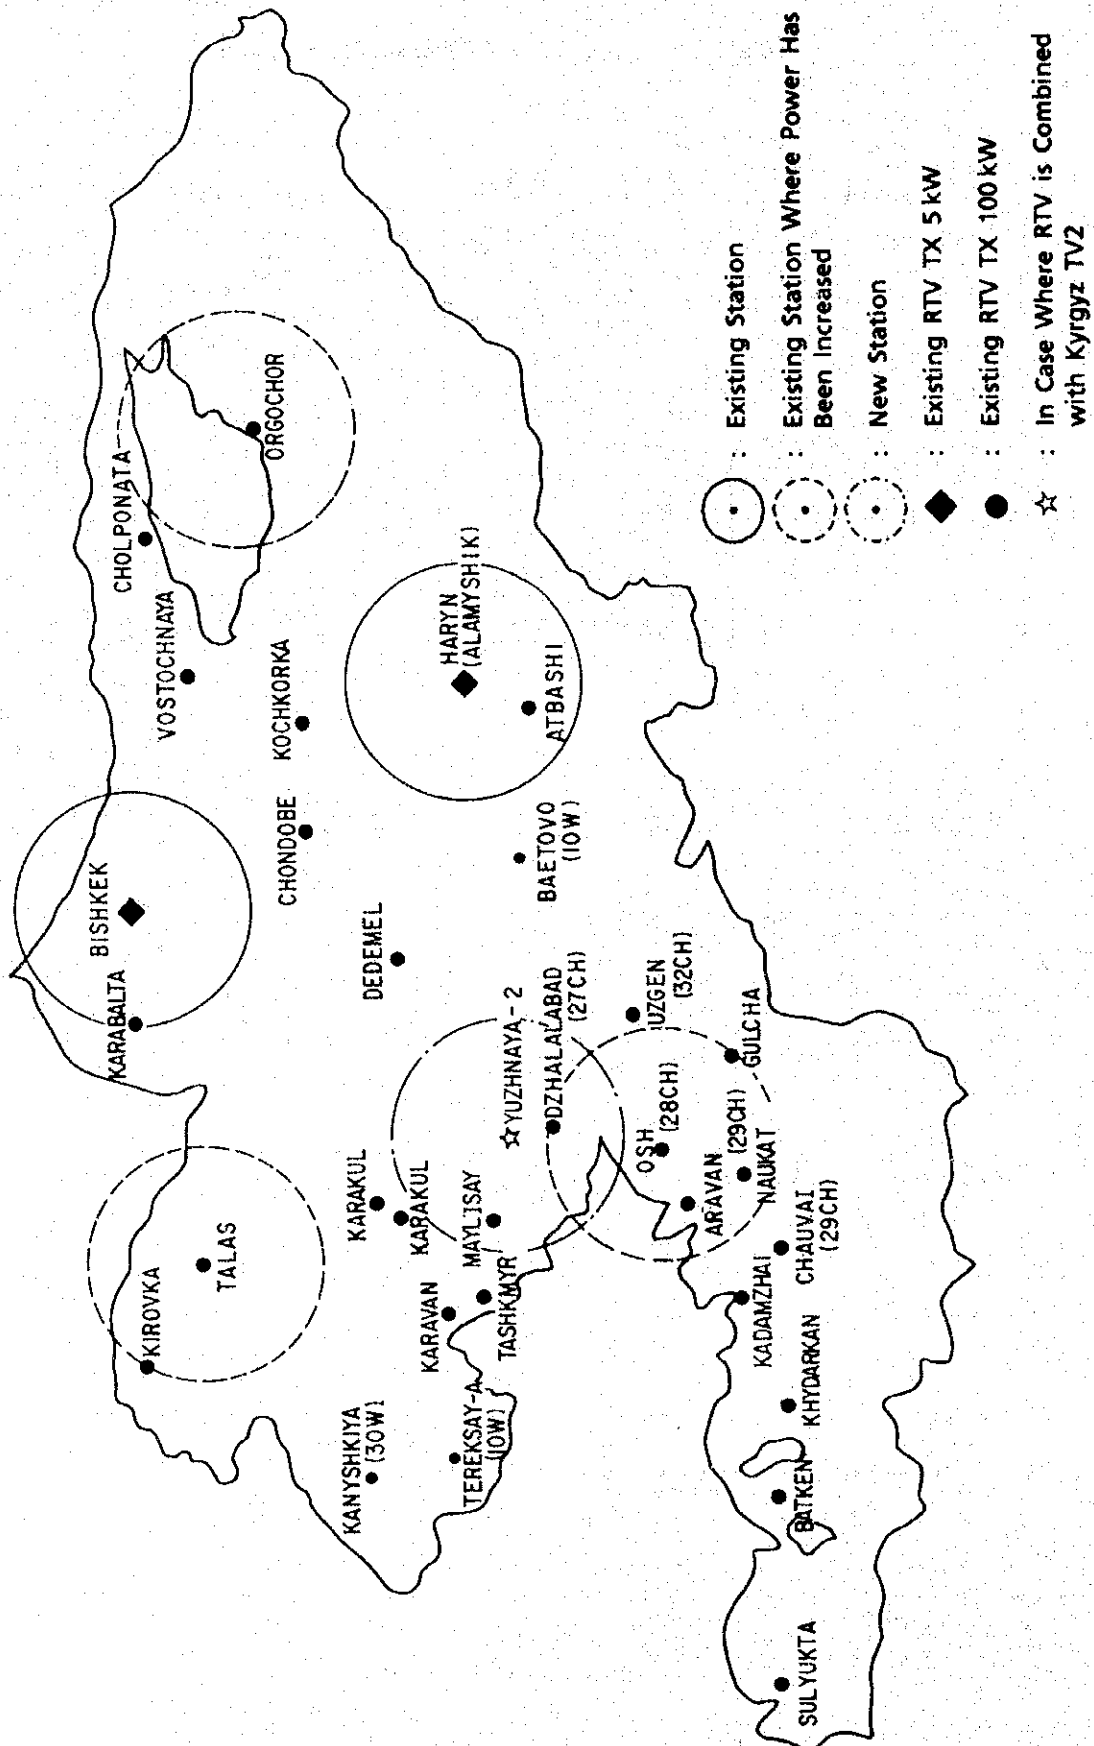 BISHKEK
KARABALTA
CHOLPONATA
VOSTOCHNAYA
ORGOCHOR
KIROVKA
TALAS
CHONDOBE
KOCHKORKA
DEDEMEL
HARYN
(ALAMYSHIK)
ATBASHI
BAETOVO
(10W)
KARAKUL
KARAKUL
MAYLISAY
KARAVAN
TASHKMYR
KANYSHKIYA
(30W)
TEREKSAY-A
(10W)
☆YUZHNAYA-2
DZHALALABAD
(27CH)
UZGEN
(32CH)
OSH
(28CH)
GULCHA
ARAVAN
(29CH)
NAUKAT
CHAUVAI
(29CH)
KADAMZHAI
KHYDARKAN
BATKEN
SULYUKTA
: Existing Station
: Existing Station Where Power Has
Been Increased
: New Station
: Existing RTV TX 5 kW
: Existing RTV TX 100 kW
☆ : In Case Where RTV is Combined
with Kyrgyz TV2